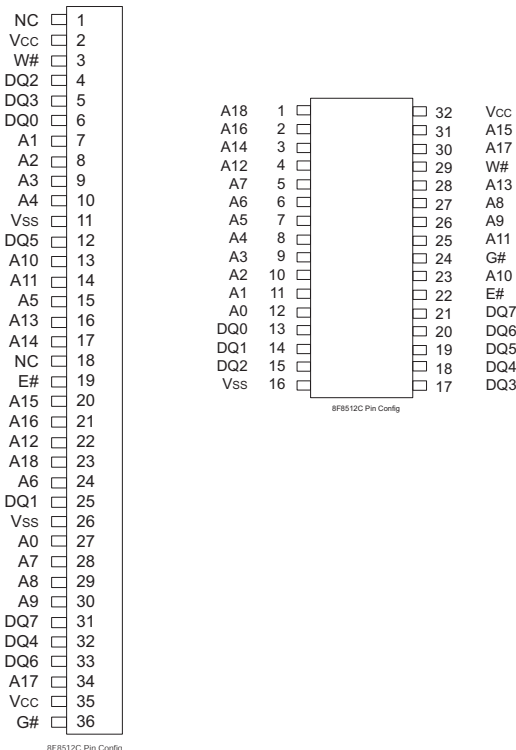 NC 1
Vcc 2
W# 3
DQ2 4
DQ3 5
DQ0 6
A1 7
A2 8
A3 9
A4 10
Vss 11
DQ5 12
A10 13
A11 14
A5 15
A13 16
A14 17
NC 18
E# 19
A15 20
A16 21
A12 22
A18 23
A6 24
DQ1 25
Vss 26
A0 27
A7 28
A8 29
A9 30
DQ7 31
DQ4 32
DQ6 33
A17 34
Vcc 35
G# 36
8F8512C Pin Config
A18 1 32 Vcc
A16 2 31 A15
A14 3 30 A17
A12 4 29 W#
A7 5 28 A13
A6 6 27 A8
A5 7 26 A9
A4 8 25 A11
A3 9 24 G#
A2 10 23 A10
A1 11 22 E#
A0 12 21 DQ7
DQ0 13 20 DQ6
DQ1 14 19 DQ5
DQ2 15 18 DQ4
Vss 16 17 DQ3
8F8512C Pin Config